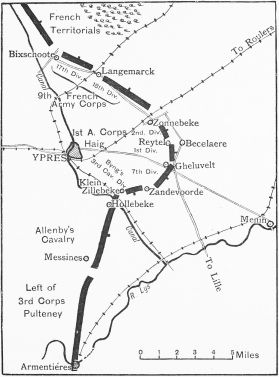 French
Territorials
To Roulers
Bixschoote
Langemarck
17th Div.
18th Div.
Canal
9th
French
Army Corps
Zonnebeke
1st A. Corps
2nd. Div.
Haig
Reytel
Becelaere
1st Div.
YPRES
Byng's
3rd Cav. Div.
7th Div.
Gheluvelt
Klein
Zillebeke
Zandevoorde
Hollebeke
Menin
Allenby's
Cavalry
Canal
To Lille
Messines
Left of
3rd Corps
Pulteney
R. Lys
Armentières
0 1 2 3 4 5 Miles